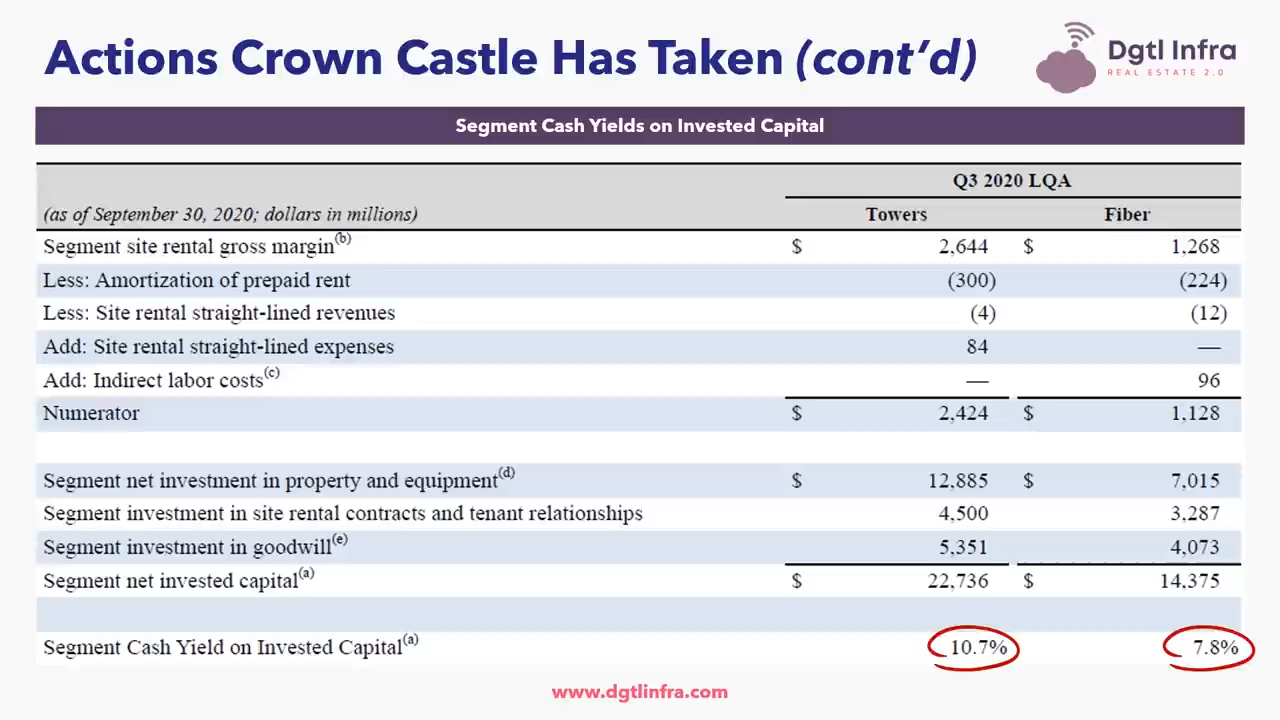 Actions Crown Castle Has Taken (cont’d)
Dgtl Infra
REAL ESTATE 2.0
Segment Cash Yields on Invested Capital
Q3 2020 LQA
(as of September 30, 2020; dollars in millions) Towers Fiber
Segment site rental gross margin(b) $ 2,644 $ 1,268
Less: Amortization of prepaid rent (300) (224)
Less: Site rental straight-lined revenues (4) (12)
Add: Site rental straight-lined expenses 84 —
Add: Indirect labor costs(c) — 96
Numerator $ 2,424 $ 1,128
Segment net investment in property and equipment(d) $ 12,885 $ 7,015
Segment investment in site rental contracts and tenant relationships 4,500 3,287
Segment investment in goodwill(e) 5,351 4,073
Segment net invested capital(a) $ 22,736 $ 14,375
Segment Cash Yield on Invested Capital(a) 10.7% 7.8%
www.dgtlinfra.com